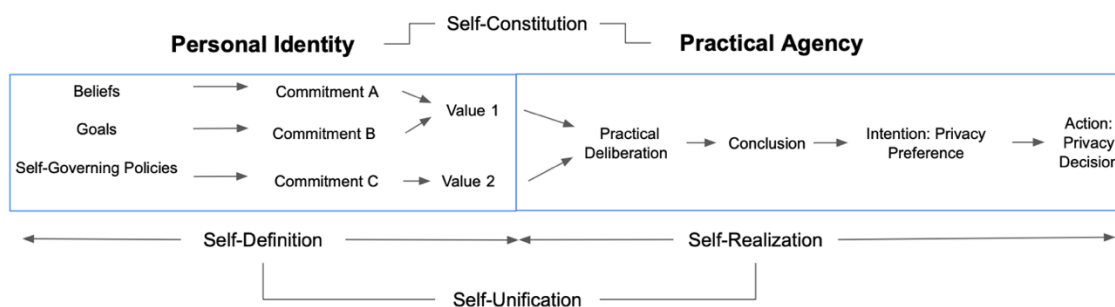 Self-Constitution
Personal Identity
Practical Agency
Beliefs
Commitment A
Value 1
Goals
Commitment B
Self-Governing Policies
Commitment C
Value 2
Practical
Deliberation
Conclusion
Intention: Privacy
Preference
Action:
Privacy
Decision
Self-Definition
Self-Realization
Self-Unification